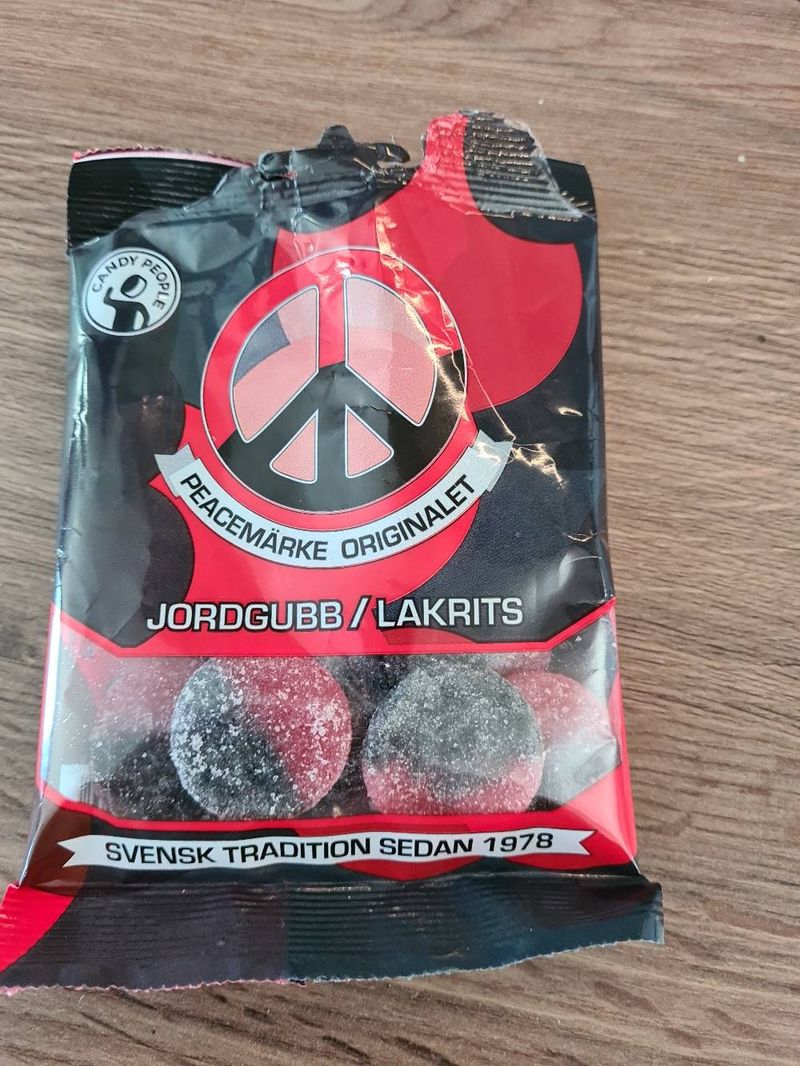 CANDY PEOPLE
PEACEMÄRKE ORIGINALET
JORDGUBB / LAKRITS
SVENSK TRADITION SEDAN 1978